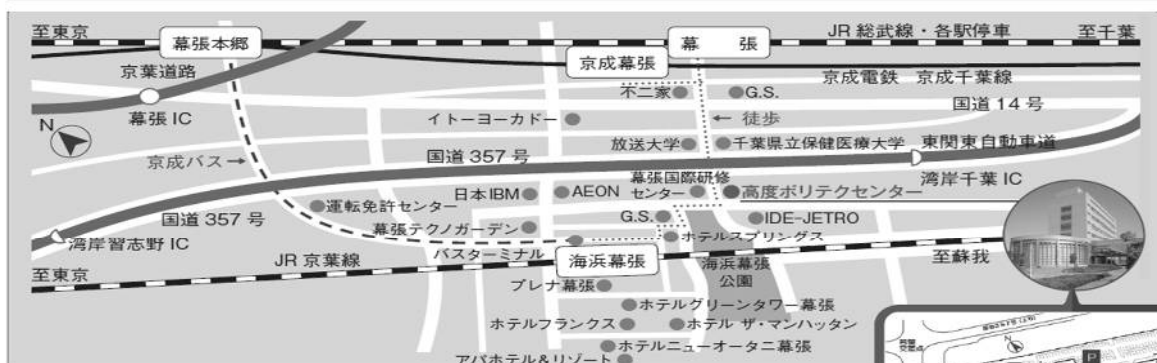 至東京
幕張本郷
幕 張
JR 総武線・各駅停車
至千葉
京成幕張
京葉道路
京成電鉄 京成千葉線
不二家
G.S.
国道 14 号
幕張 IC
イトーヨーカドー
←徒歩
N
放送大学
千葉県立保健医療大学
東関東自動車道
京成バス→
国道 357 号
湾岸千葉 IC
幕張国際研修
センター
高度ポリテクセンター
日本IBM
AEON
運転免許センター
国道 357 号
G.S.
IDE-JETRO
幕張テクノガーデン
ホテルスプリングス
湾岸習志野 IC
バスターミナル
JR 京葉線
海浜幕張
海浜幕張
公園
至蘇我
至東京
プレナ幕張
ホテルグリーンタワー幕張
ホテルフランクス
ホテル ザ・マンハッタン
ホテルニューオータニ幕張
アパホテル&リゾート
N
P